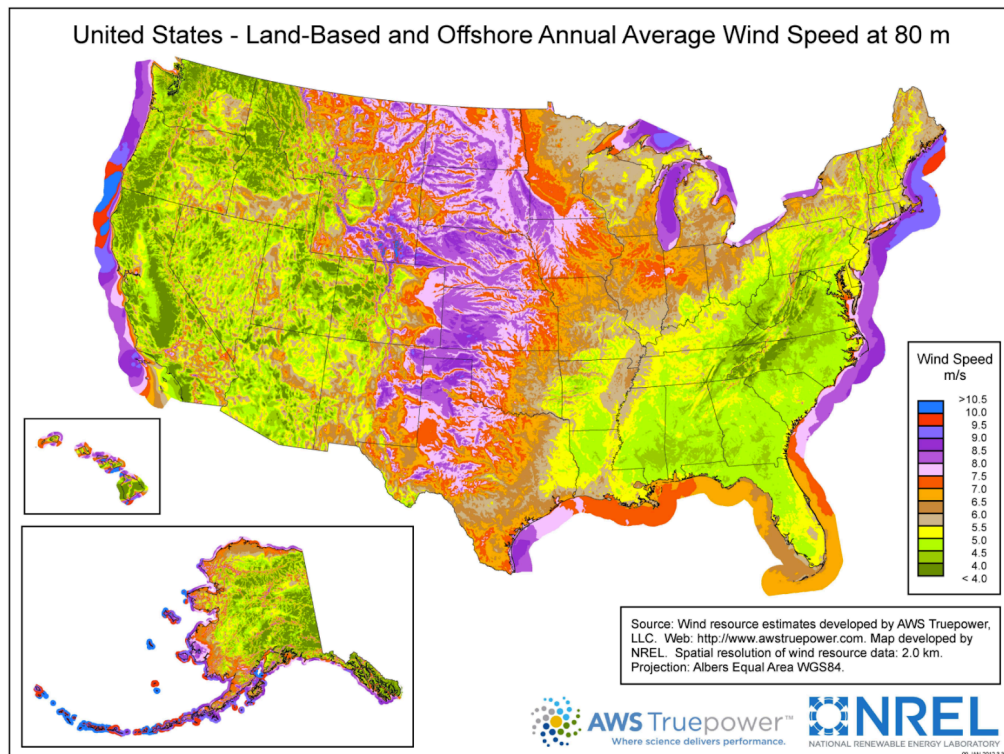 United States - Land-Based and Offshore Annual Average Wind Speed at 80 m
Wind Speed
m/s
>10.5
10.0
9.5
9.0
8.5
8.0
7.5
7.0
6.5
6.0
5.5
5.0
4.5
4.0
< 4.0
Source: Wind resource estimates developed by AWS Truepower,
LLC. Web: http://www.awstruepower.com. Map developed by
NREL. Spatial resolution of wind resource data: 2.0 km.
Projection: Albers Equal Area WGS84.
AWS Truepower™
Where science delivers performance.
NREL
NATIONAL RENEWABLE ENERGY LABORATORY